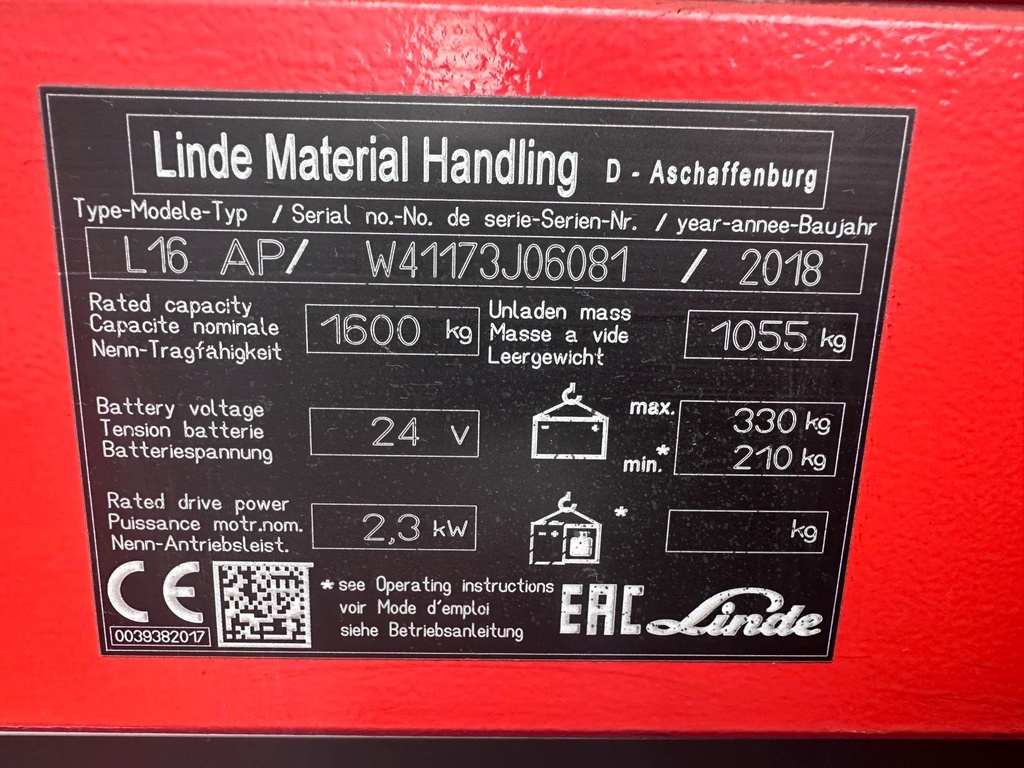 Linde Material Handling D - Aschaffenburg
Type-Modele-Typ / Serial no.-No. de serie-Serien-Nr. / year-annee-Baujahr
L16 AP/ W41173J06081 / 2018
Rated capacity
Capacite nominale
Nenn-Tragfähigkeit
1600 kg
Unladen mass
Masse a vide
Leergewicht
1055 kg
Battery voltage
Tension batterie
Batteriespannung
24 V
max. 330 kg
min.* 210 kg
Rated drive power
Puissance motr.nom.
Nenn-Antriebsleist.
2,3 kW
* kg
CE
0039382017
* see Operating instructions
voir Mode d'emploi
siehe Betriebsanleitung
EAC
Linde